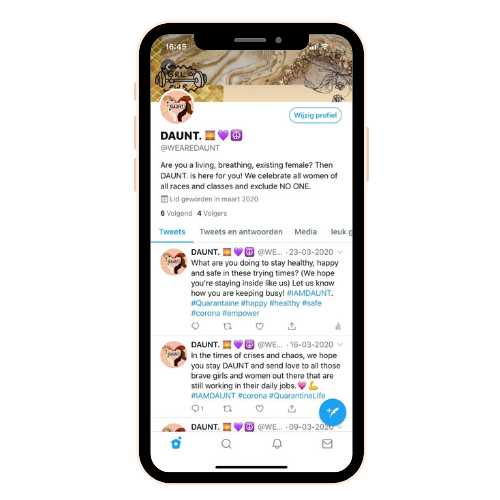 16:45
GRL
PWR
DAUNT.
Wijzig profiel
DAUNT. 🌅💜☮️
@WEAREDAUNT
Are you a living, breathing, existing female? Then
DAUNT. is here for you! We celebrate all women of
all races and classes and exclude NO ONE.
Lid geworden in maart 2020
6 Volgend 4 Volgers
Tweets Tweets en antwoorden Media leuk g
DAUNT. 🌅💜☮️ @WE... · 23-03-2020
What are you doing to stay healthy, happy
and safe in these trying times? (We hope
you're staying inside like us) Let us know
how you are keeping busy! #IAMDAUNT.
#Quarantaine #happy #healthy #safe
#corona #empower
DAUNT. 🌅💜☮️ @WE... · 16-03-2020
In the times of crises and chaos, we hope
you stay DAUNT and send love to all those
brave girls and women out there that are
still working in their daily jobs.💗💪
#IAMDAUNT #corona #QuarantineLife
1
DAUNT. 🌅💜☮️ @WE... · 09-03-2020